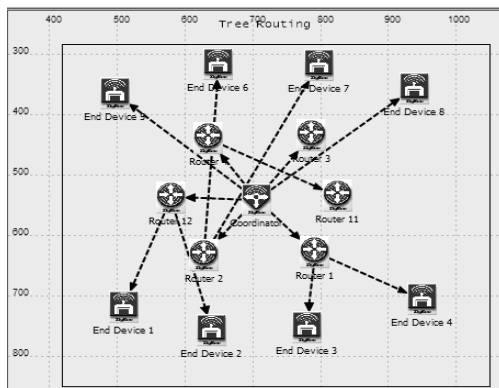 400 500 600 700 800 900 1000
Tree Routing
300
End Device 6
End Device 7
End Device 5
End Device 8
400
Router
Router 3
500
Router 12
Coordinator
Router 11
600
Router 2
Router 1
700
End Device 1
End Device 2
End Device 3
End Device 4
800